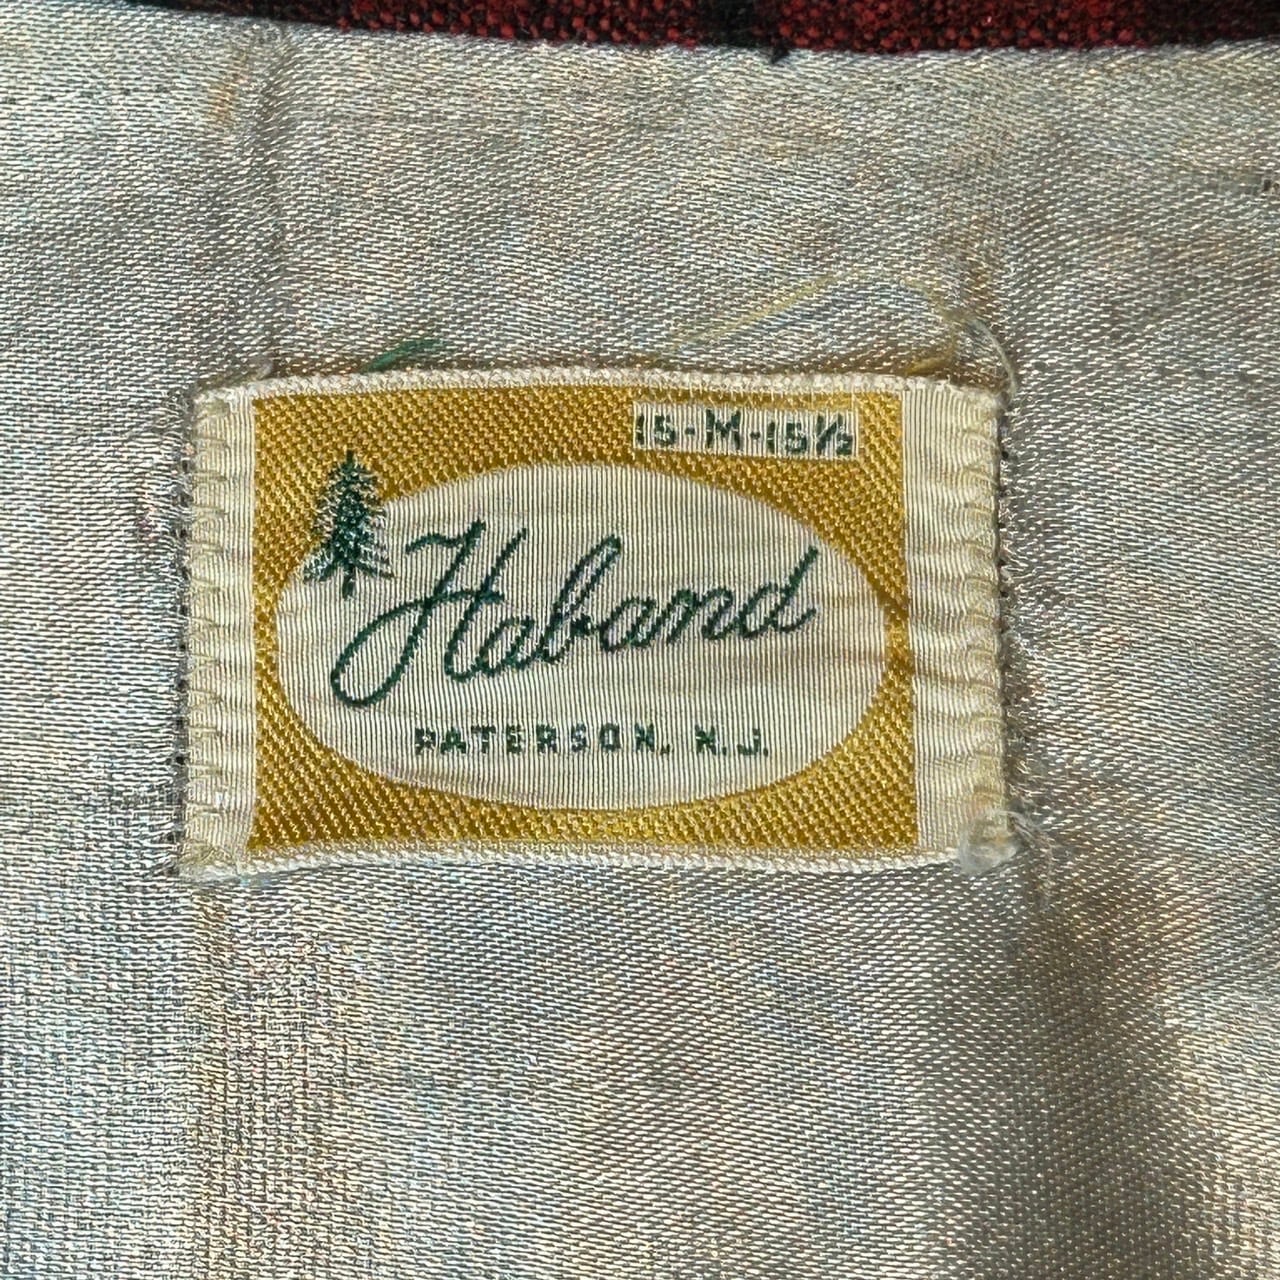 15-M-15½
Haband
PATERSON, N.J.